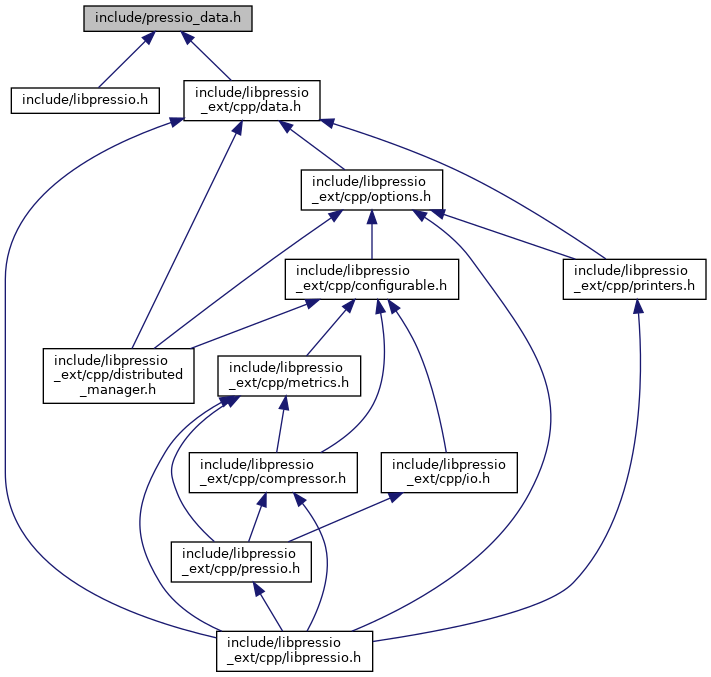 include/pressio_data.h
include/libpressio.h
include/libpressio
_ext/cpp/data.h
include/libpressio
_ext/cpp/options.h
include/libpressio
_ext/cpp/configurable.h
include/libpressio
_ext/cpp/printers.h
include/libpressio
_ext/cpp/distributed
_manager.h
include/libpressio
_ext/cpp/metrics.h
include/libpressio
_ext/cpp/compressor.h
include/libpressio
_ext/cpp/io.h
include/libpressio
_ext/cpp/pressio.h
include/libpressio
_ext/cpp/libpressio.h